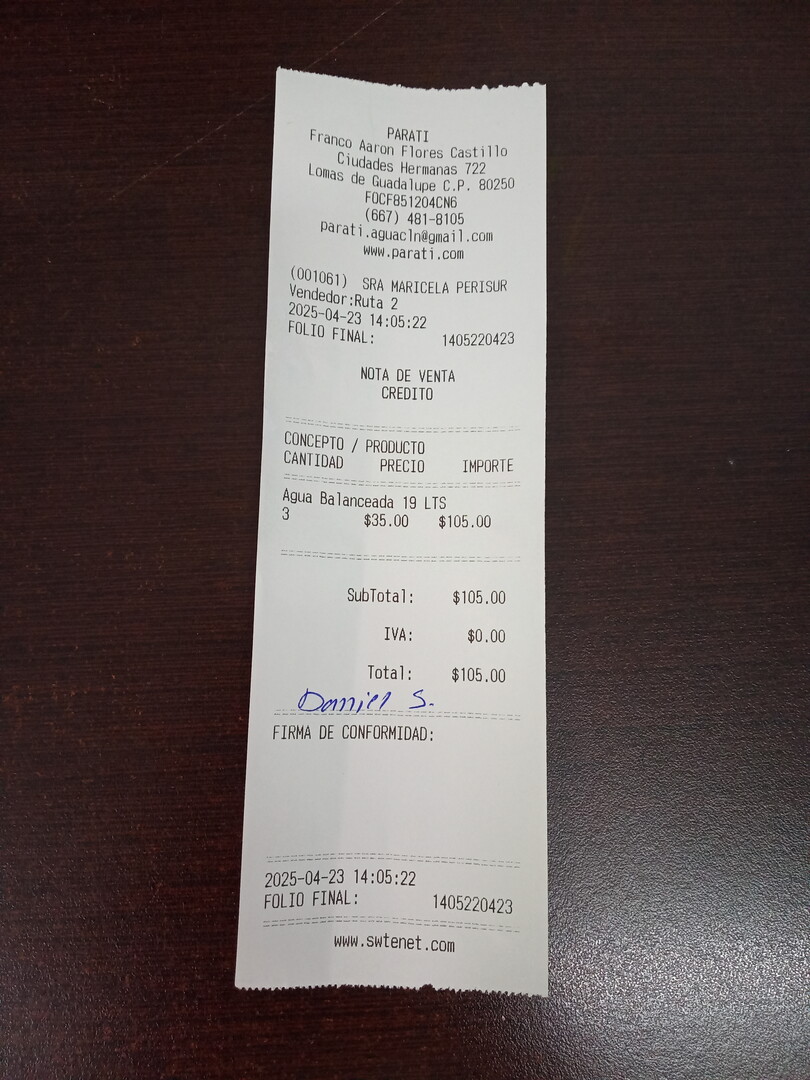 PARATI
Franco Aaron Flores Castillo
Ciudades Hermanas 722
Lomas de Guadalupe C.P. 80250
FOCF851204CN6
(667) 481-8105
parati.aguacln@gmail.com
www.parati.com
(001061) SRA MARICELA PERISUR
Vendedor:Ruta 2
2025-04-23 14:05:22
FOLIO FINAL: 1405220423
NOTA DE VENTA
CREDITO
CONCEPTO / PRODUCTO
CANTIDAD PRECIO IMPORTE
Agua Balanceada 19 LTS
3 $35.00 $105.00
SubTotal: $105.00
IVA: $0.00
Total: $105.00
Daniel S.
FIRMA DE CONFORMIDAD:
2025-04-23 14:05:22
FOLIO FINAL: 1405220423
www.swtenet.com